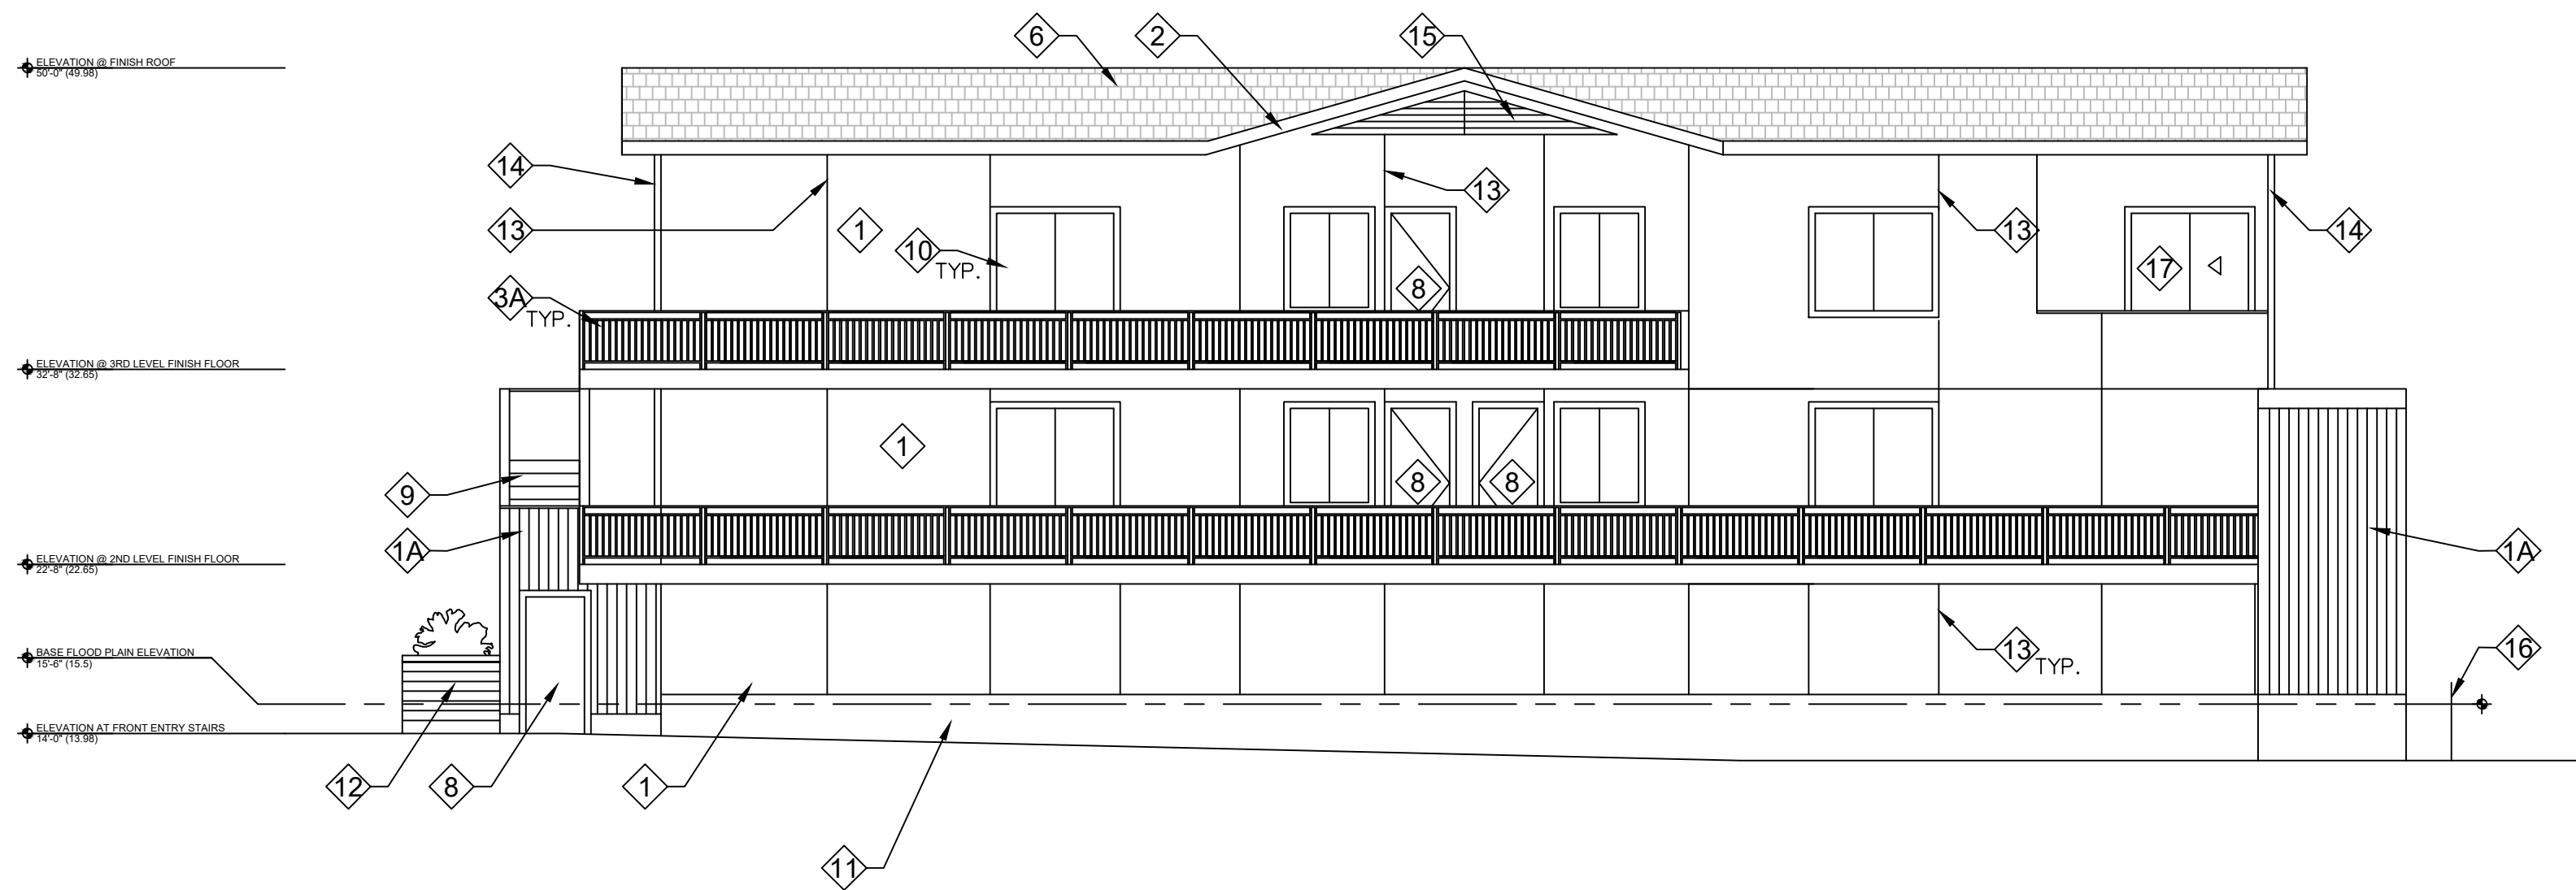 6
2
15
ELEVATION @ FINISH ROOF
50'-0" (49.98)
14
13
1
10
TYP.
13
13
14
17
8
3A
TYP.
ELEVATION @ 3RD LEVEL FINISH FLOOR
32'-8" (32.65)
1
9
8
8
1A
1A
ELEVATION @ 2ND LEVEL FINISH FLOOR
22'-8" (22.65)
BASE FLOOD PLAIN ELEVATION
15'-6" (15.5)
13
TYP.
16
ELEVATION AT FRONT ENTRY STAIRS
14'-0" (13.98)
12
8
1
11